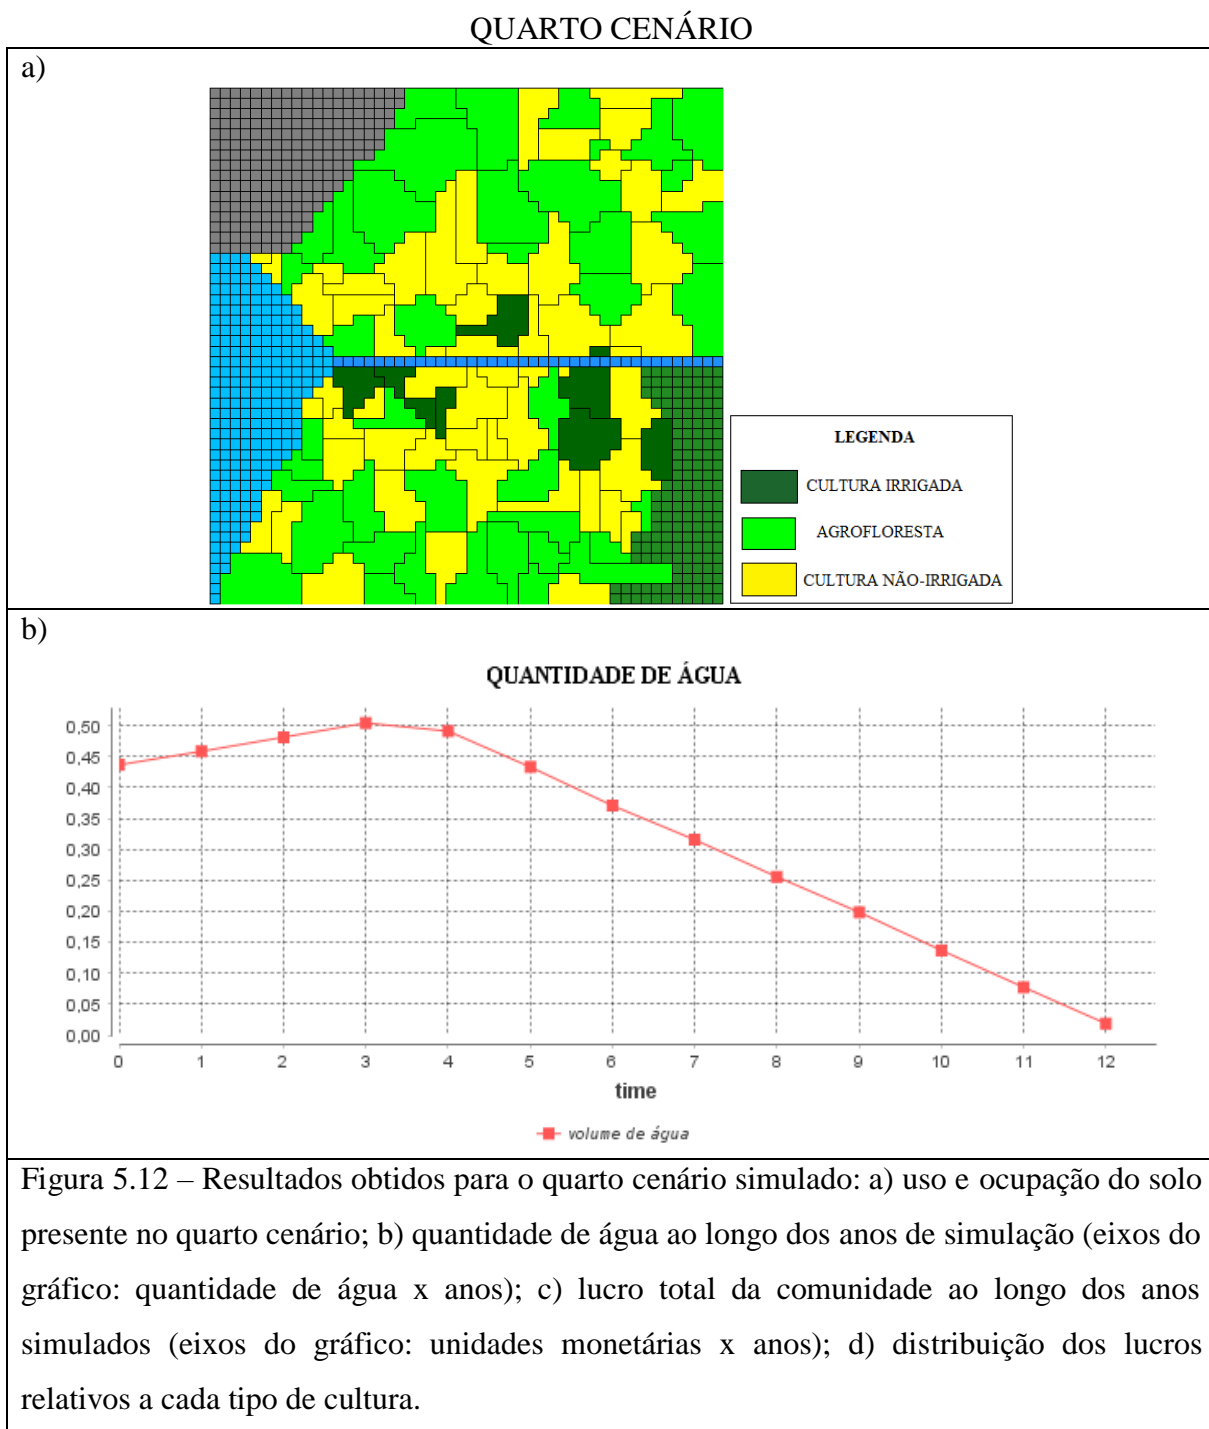 QUARTO CENÁRIO
a)
LEGENDA
CULTURA IRRIGADA
AGROFLORESTA
CULTURA NÃO-IRRIGADA
b)
QUANTIDADE DE ÁGUA
0,50
0,45
0,40
0,35
0,30
0,25
0,20
0,15
0,10
0,05
0,00
0 1 2 3 4 5 6 7 8 9 10 11 12
time
volume de água
Figura 5.12 – Resultados obtidos para o quarto cenário simulado: a) uso e ocupação do solo
presente no quarto cenário; b) quantidade de água ao longo dos anos de simulação (eixos do
gráfico: quantidade de água x anos); c) lucro total da comunidade ao longo dos anos
simulados (eixos do gráfico: unidades monetárias x anos); d) distribuição dos lucros
relativos a cada tipo de cultura.